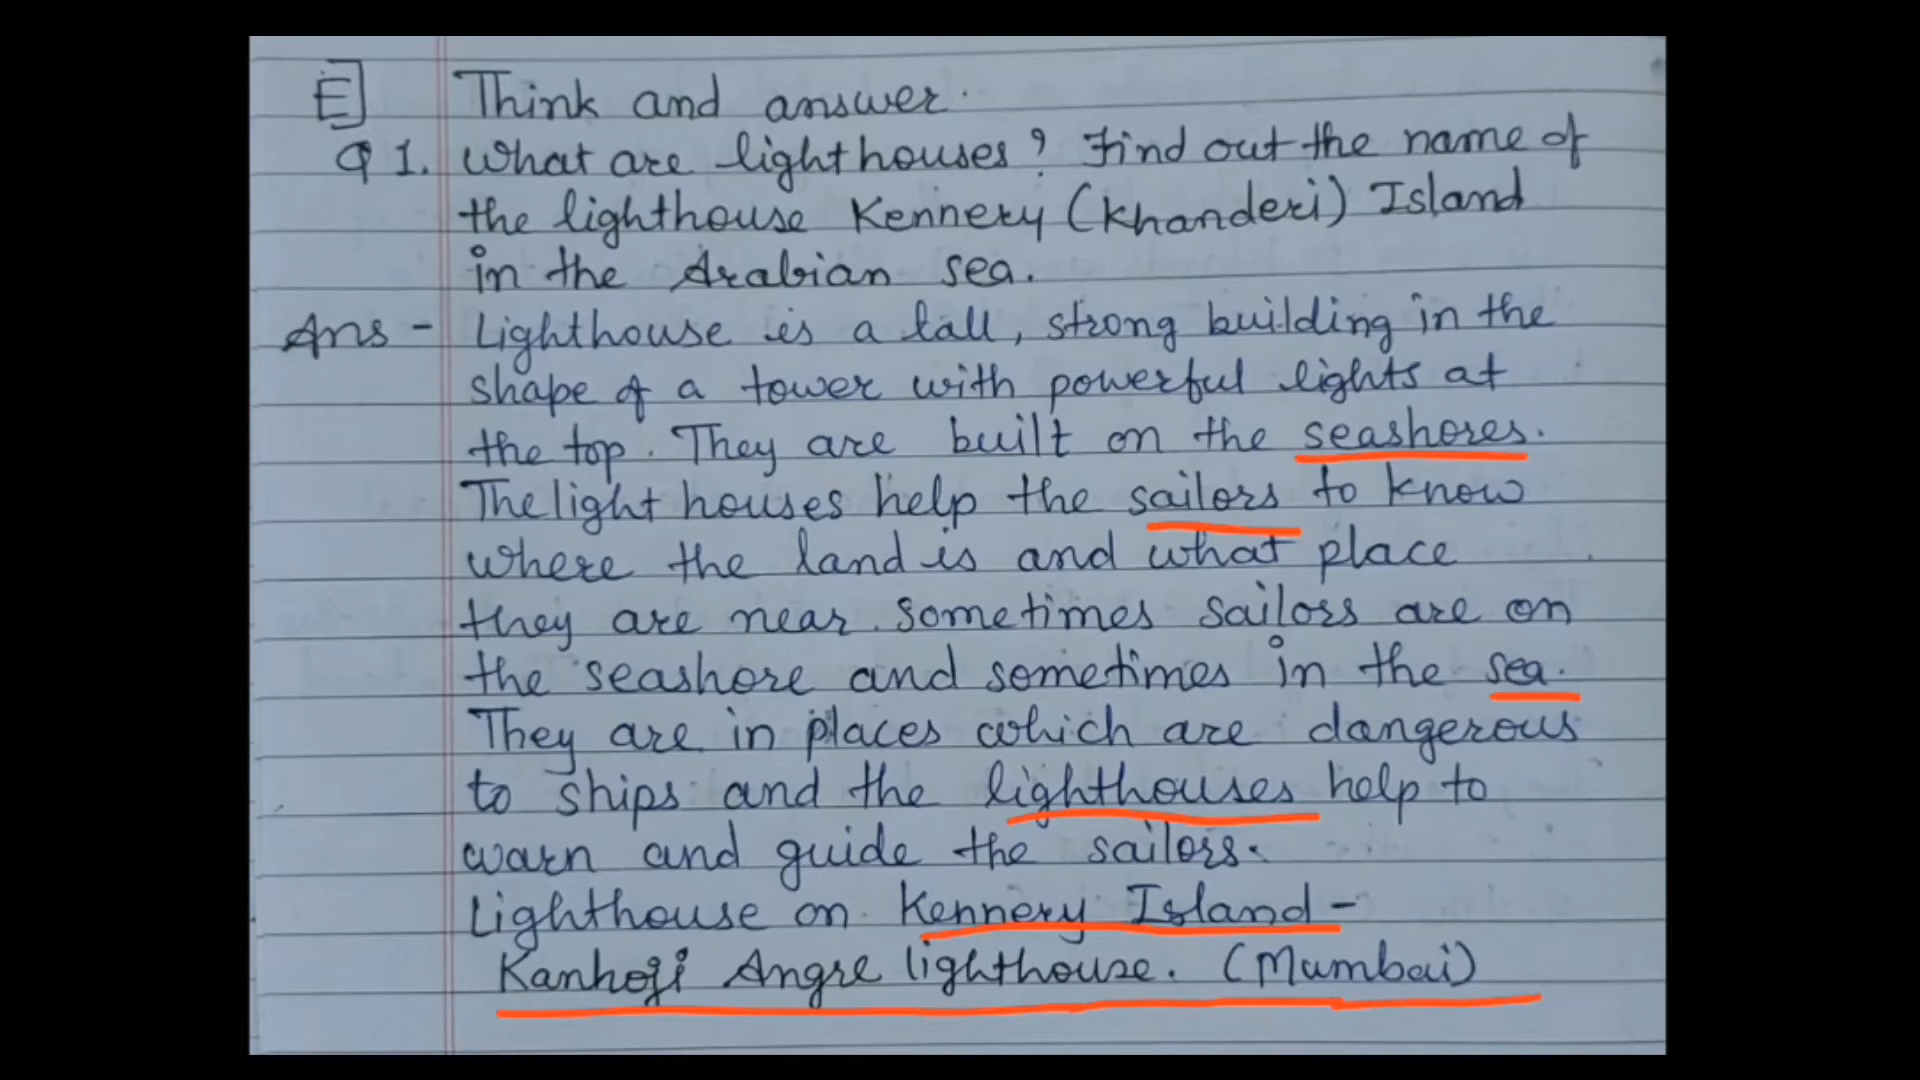 E] Think and answer.
Q 1. What are lighthouses? Find out the name of
the lighthouse Kennery (Khanderi) Island
in the Arabian sea.
Ans - Lighthouse is a tall, strong building in the
shape of a tower with powerful lights at
the top. They are built on the seashores.
The light houses help the sailors to know
where the land is and what place
they are near. Sometimes sailors are on
the seashore and sometimes in the sea.
They are in places which are dangerous
to ships and the lighthouses help to
warn and guide the sailors.
Lighthouse on Kennery Island -
Kanhoji Angre lighthouse. (Mumbai)